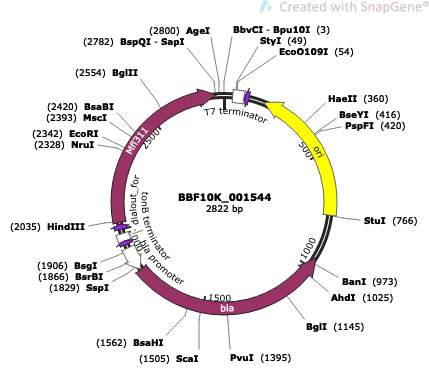 Created with SnapGene®
(2800) AgeI
BbvCI - Bpu10I (3)
(2782) BspQI - SapI
StyI (49)
EcoO109I (54)
(2554) BglII
T7 terminator
HaeII (360)
(2420) BsaBI
BseYI (416)
(2393) MscI
PspFI (420)
(2342) EcoRI
2500
Mfl311
500
ori
(2328) NruI
BBF10K_001544
2822 bp
(2035) HindIII
StuI (766)
tonB terminator
bla promoter
1000
(1906) BsgI
BanI (973)
(1866) BsrBI
AhdI (1025)
(1829) SspI
1500
bla
BglI (1145)
(1562) BsaHI
(1505) ScaI
PvuI (1395)